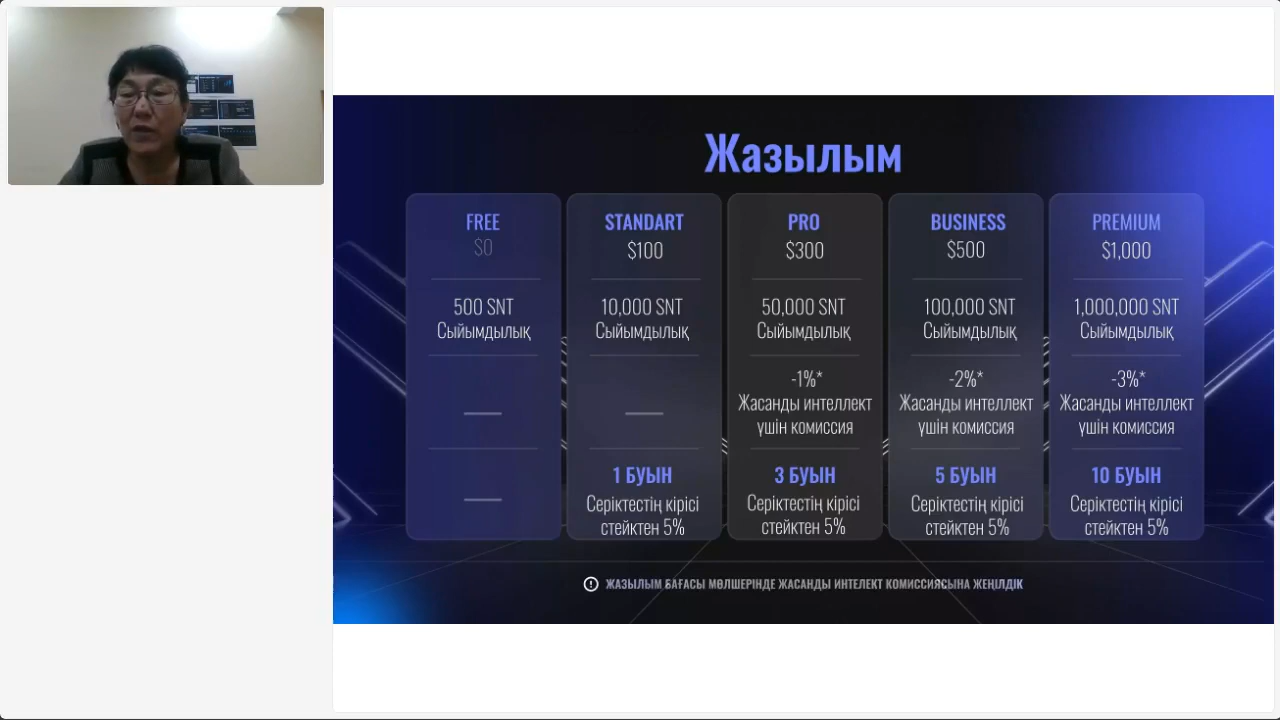 Жазылым
FREE
$0
500 SNT
Сыйымдылық
STANDART
$100
10,000 SNT
Сыйымдылық
1 БУЫН
Серіктестің кірісі
стейктен 5%
PRO
$300
50,000 SNT
Сыйымдылық
-1%*
Жасанды интеллект
үшін комиссия
3 БУЫН
Серіктестің кірісі
стейктен 5%
BUSINESS
$500
100,000 SNT
Сыйымдылық
-2%*
Жасанды интеллект
үшін комиссия
5 БУЫН
Серіктестің кірісі
стейктен 5%
PREMIUM
$1,000
1,000,000 SNT
Сыйымдылық
-3%*
Жасанды интеллект
үшін комиссия
10 БУЫН
Серіктестің кірісі
стейктен 5%
ЖАЗЫЛЫМ БАҒАСЫ МӨЛШЕРІНДЕ ЖАСАНДЫ ИНТЕЛЕКТ КОМИССИЯСЫНА ЖЕҢІЛДІК